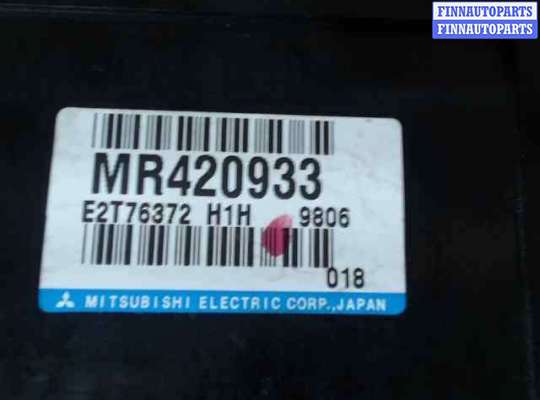 FINNAUTOPARTS
FINNAUTOPARTS
MR420933
E2T76372 H1H 9806
018
MITSUBISHI ELECTRIC CORP.,JAPAN